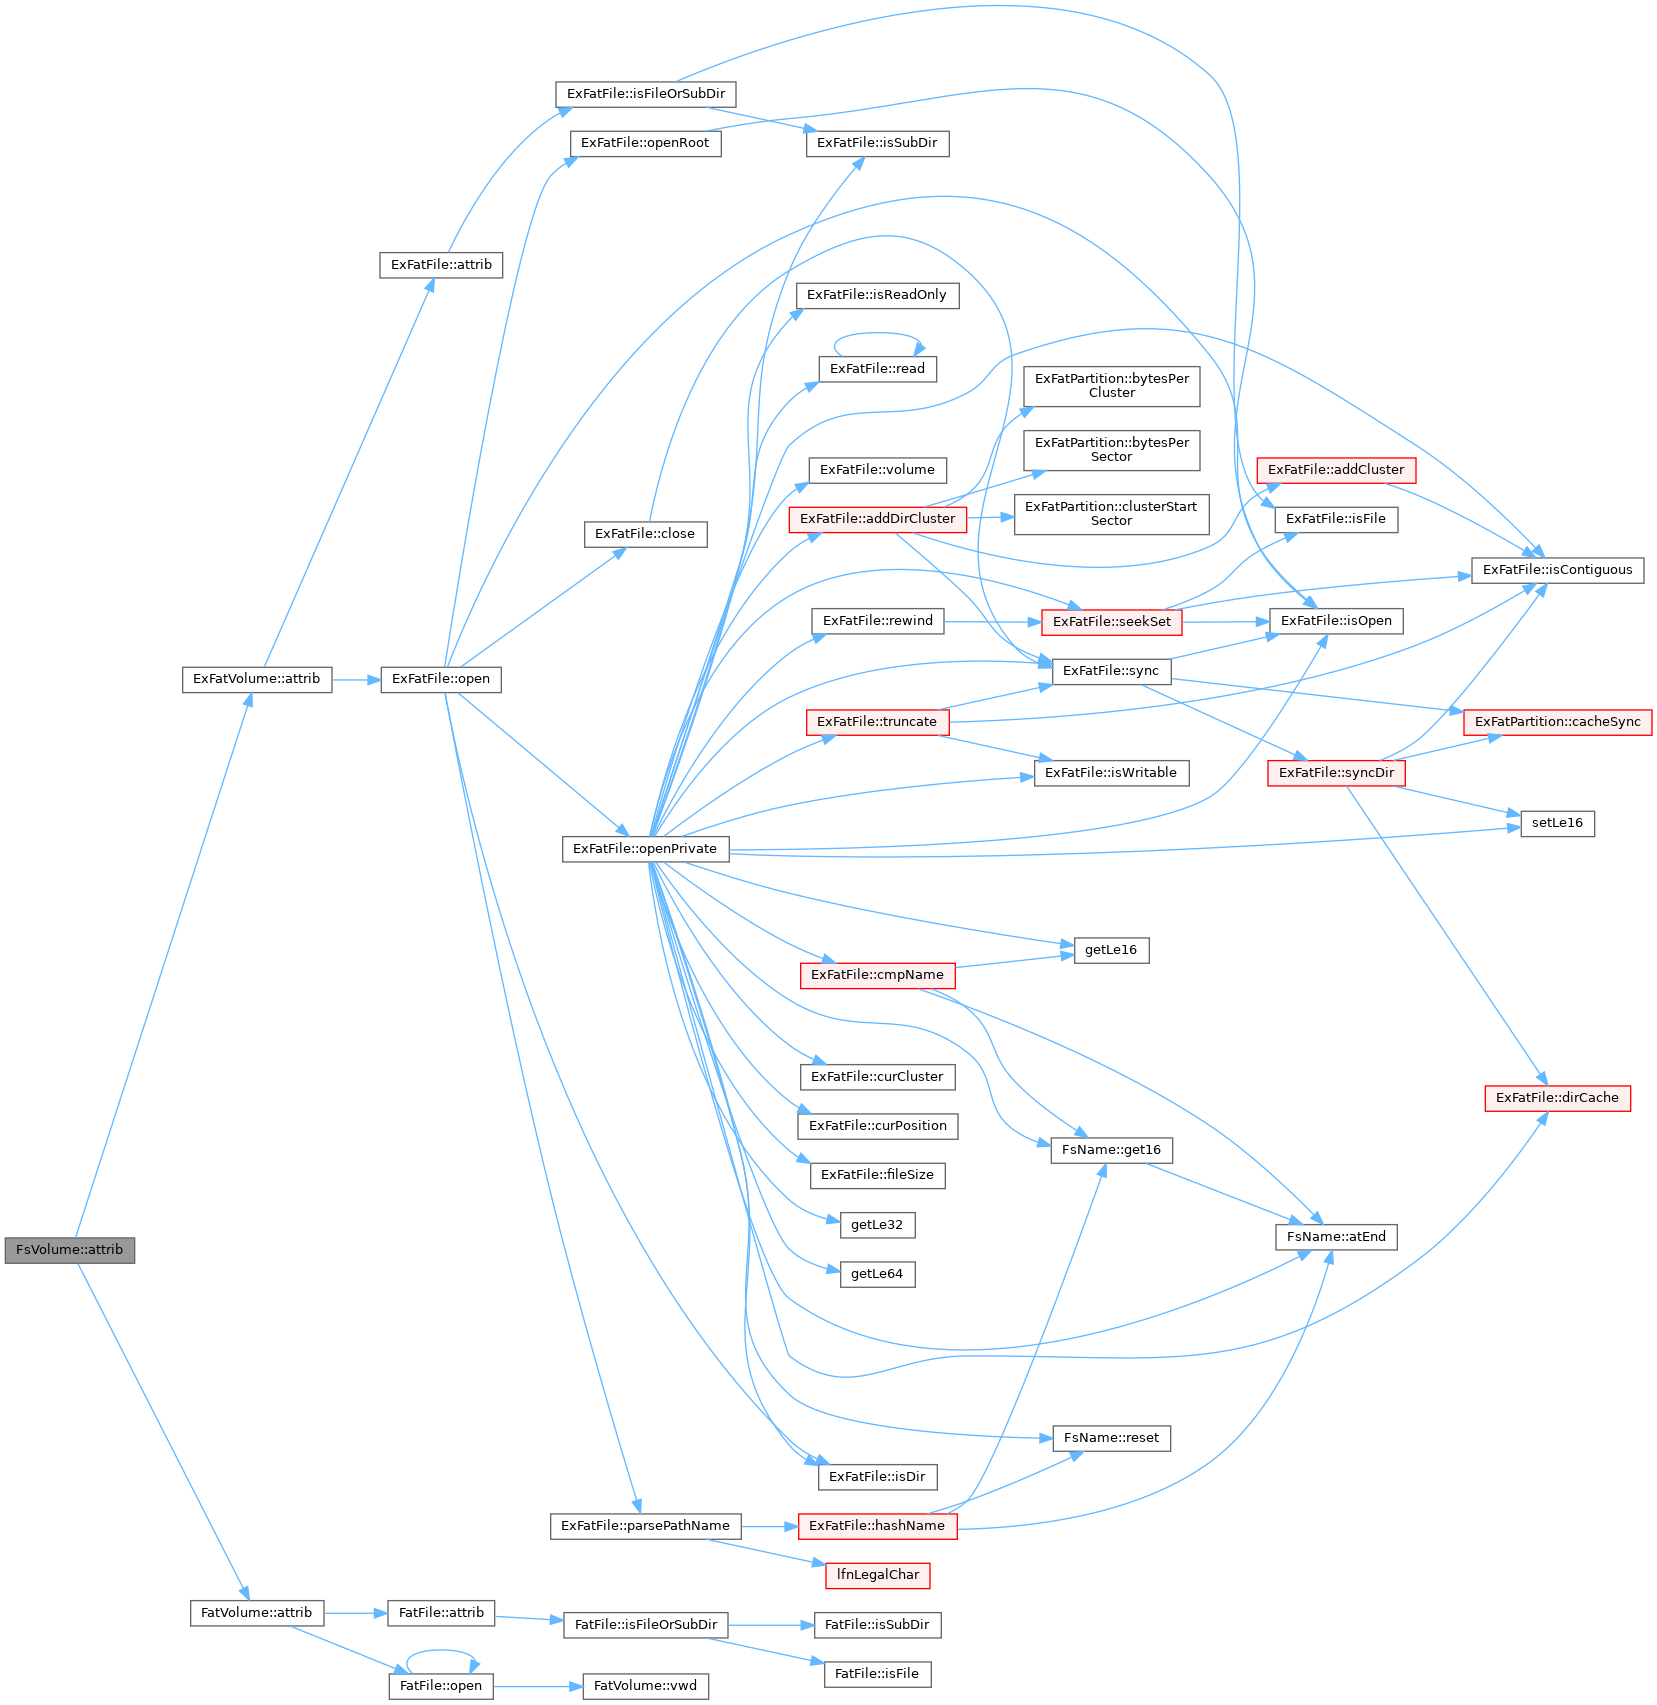 ExFatFile::isFileOrSubDir
ExFatFile::openRoot
ExFatFile::isSubDir
ExFatFile::attrib
ExFatFile::isReadOnly
ExFatFile::read
ExFatPartition::bytesPer
Cluster
ExFatPartition::bytesPer
Sector
ExFatFile::volume
ExFatFile::addCluster
ExFatPartition::clusterStart
Sector
ExFatFile::addDirCluster
ExFatFile::isFile
ExFatFile::close
ExFatFile::isContiguous
ExFatFile::rewind
ExFatFile::seekSet
ExFatFile::isOpen
ExFatVolume::attrib
ExFatFile::open
ExFatFile::sync
ExFatFile::truncate
ExFatPartition::cacheSync
ExFatFile::isWritable
ExFatFile::syncDir
setLe16
ExFatFile::openPrivate
getLe16
ExFatFile::cmpName
ExFatFile::curCluster
ExFatFile::dirCache
ExFatFile::curPosition
FsName::get16
ExFatFile::fileSize
getLe32
FsName::atEnd
FsVolume::attrib
getLe64
FsName::reset
ExFatFile::isDir
ExFatFile::parsePathName
ExFatFile::hashName
lfnLegalChar
FatVolume::attrib
FatFile::attrib
FatFile::isFileOrSubDir
FatFile::isSubDir
FatFile::isFile
FatFile::open
FatVolume::vwd